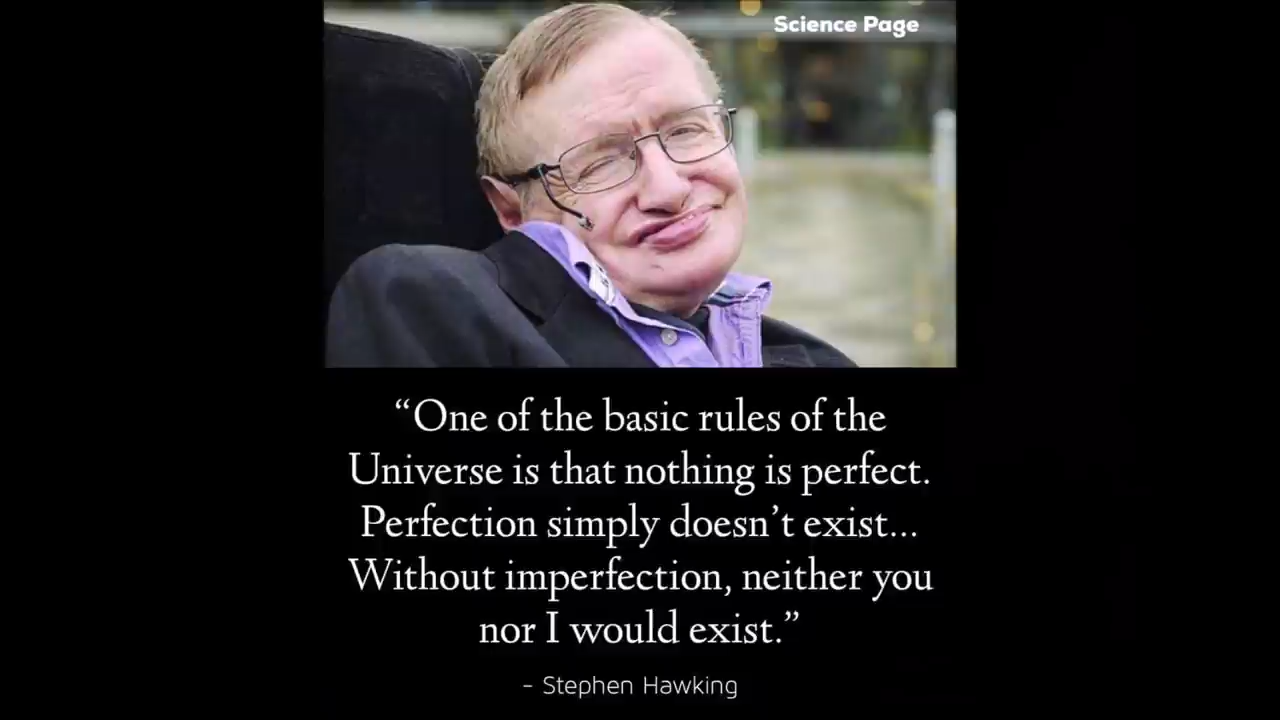 Science Page
“One of the basic rules of the
Universe is that nothing is perfect.
Perfection simply doesn’t exist...
Without imperfection, neither you
nor I would exist.”
- Stephen Hawking